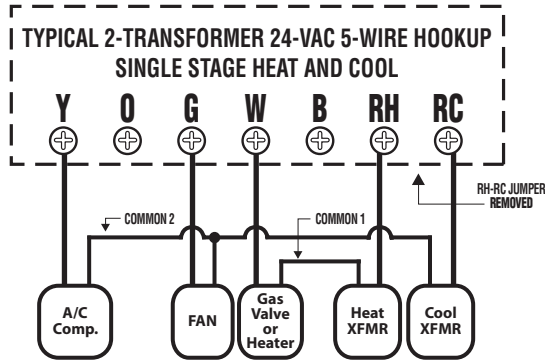 TYPICAL 2-TRANSFORMER 24-VAC 5-WIRE HOOKUP
SINGLE STAGE HEAT AND COOL
Y O G W B RH RC
RH-RC JUMPER
REMOVED
COMMON 2
COMMON 1
A/C
Comp.
FAN
Gas
Valve
or
Heater
Heat
XFMR
Cool
XFMR